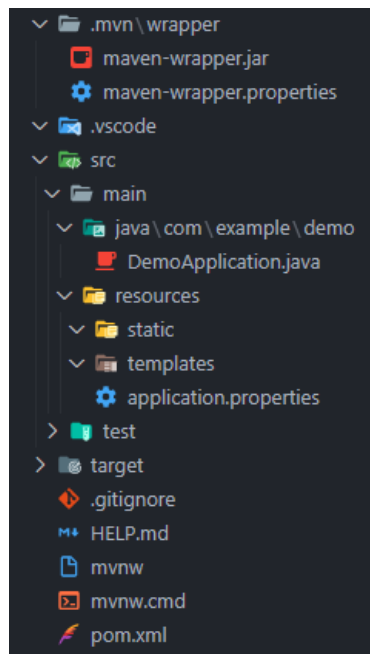 .mvn\wrapper
maven-wrapper.jar
maven-wrapper.properties
.vscode
src
main
java\com\example\demo
DemoApplication.java
resources
static
templates
application.properties
test
target
.gitignore
M↓ HELP.md
mvnw
mvnw.cmd
pom.xml